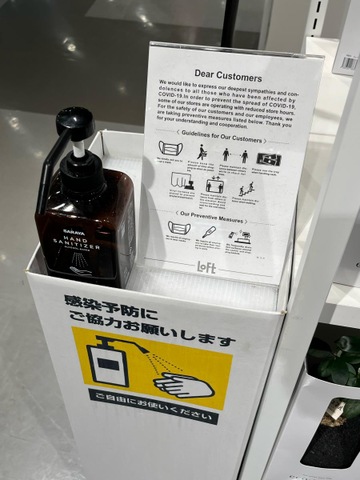 Dear Customers
We would like to express our deepest sympathies and con-
dolences to all those who have been affected by
COVID-19.In order to prevent the spread of COVID-19,
some of our stores are operating with reduced store hours.
For the safety of our customers and our employees, we
are taking preventive measures listed below. Thank you
for your understanding and cooperation.
Guidelines for Our Customers
Our Preventive Measures
LOFT
SARAYA
HAND
SANITIZER
感染予防に
ご協力お願いします
ご自由にお使いください